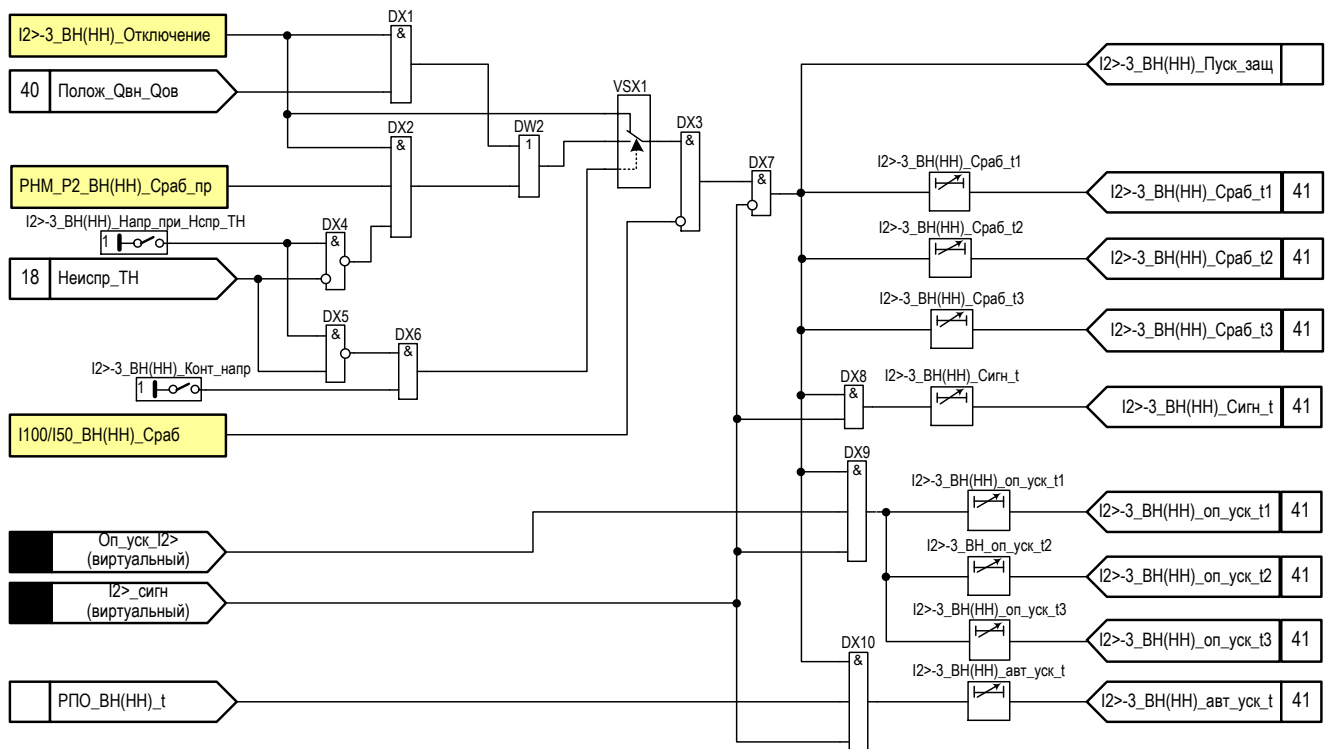 DX1
I2>-3_ВН(НН)_Отключение
&
I2>-3_ВН(НН)_Пуск_защ
40 Полож_Qвн_Qов
VSX1
DX2
&
DW2
1
DX3
&
DX7
&
I2>-3_ВН(НН)_Сраб_t1
РНМ_Р2_ВН(НН)_Сраб_пр
I2>-3_ВН(НН)_Сраб_t1 41
I2>-3_ВН(НН)_Напр_при_Нспр_ТН
1
DX4
&
I2>-3_ВН(НН)_Сраб_t2
I2>-3_ВН(НН)_Сраб_t2 41
18 Неиспр_ТН
I2>-3_ВН(НН)_Сраб_t3
DX5
&
DX6
&
I2>-3_ВН(НН)_Сраб_t3 41
I2>-3_ВН(НН)_Конт_напр
1
DX8
&
I2>-3_ВН(НН)_Сигн_t
I2>-3_ВН(НН)_Сигн_t 41
I100/I50_ВН(НН)_Сраб
DX9
&
I2>-3_ВН(НН)_оп_уск_t1
I2>-3_ВН(НН)_оп_уск_t1 41
Оп_уск_I2>
(виртуальный)
I2>-3_ВН_оп_уск_t2
I2>-3_ВН(НН)_оп_уск_t2 41
I2>_сигн
(виртуальный)
I2>-3_ВН(НН)_оп_уск_t3
I2>-3_ВН(НН)_оп_уск_t3 41
DX10
&
I2>-3_ВН(НН)_авт_уск_t
РПО_ВН(НН)_t
I2>-3_ВН(НН)_авт_уск_t 41